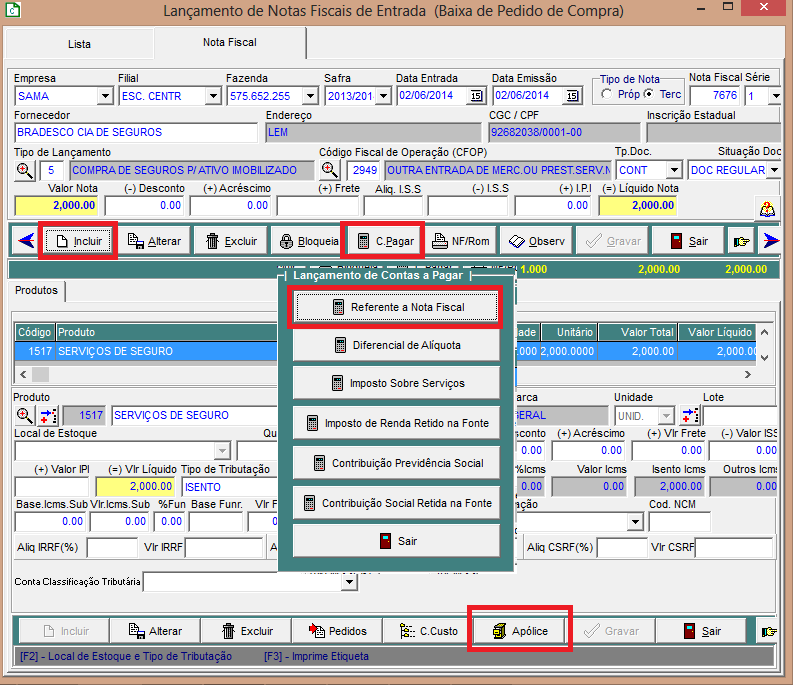 Lançamento de Notas Fiscais de Entrada (Baixa de Pedido de Compra)
Lista Nota Fiscal
Empresa Filial Fazenda Safra Data Entrada Data Emissão Tipo de Nota Nota Fiscal Série
SAMA ESC. CENTR 575.652.255 2013/201 02/06/2014 15 02/06/2014 15 Próp Terc 7676 1
Fornecedor Endereço CGC / CPF Inscrição Estadual
BRADESCO CIA DE SEGUROS LEM 92682038/0001-00
Tipo de Lançamento Código Fiscal de Operação (CFOP) Tp.Doc. Situação Doc
5 COMPRA DE SEGUROS P/ ATIVO IMOBILIZADO 2949 OUTRA ENTRADA DE MERC.OU PREST.SERV.N CONT DOC REGULAR
Valor Nota (-) Desconto (+) Acréscimo (+) Frete Aliq. I.S.S (-) I.S.S (+) I.P.I (=) Líquido Nota
2,000.00 0.00 0.00 2,000.00
Incluir Alterar Excluir Bloqueia C.Pagar NF/Rom Observ Gravar Sair
1.000 2,000.00 2,000.00
Lançamento de Contas a Pagar
Referente a Nota Fiscal
Diferencial de Alíquota
Imposto Sobre Serviços
Imposto de Renda Retido na Fonte
Contribuição Previdência Social
Contribuição Social Retida na Fonte
Sair
Produtos
Código Produto dade Unitário Valor Total Valor Líquido
1517 SERVIÇOS DE SEGURO .000 2,000.0000 2,000.00 2,000.00
Produto arca Unidade Lote
1517 SERVIÇOS DE SEGURO ERAL UNID.
Local de Estoque Qu sconto (+) Acréscimo (+) Vlr Frete (-) Valor ISS
0.00 0.00 0.00 0.00
(+) Valor IPI (=) Vlr Líquido Tipo de Tributação %Icms Valor Icms Isento Icms Outros Icms
2,000.00 ISENTO 0.00 0.00 2,000.00 0.00
Base.Icms.Sub Vlr.Icms.Sub %Fun Base Funr. Vlr F ação Cod. NCM
0.00 0.00 0.00 0.0
Aliq IRRF(%) Vlr IRRF Aliq CSRF(%) Vlr CSRF
Conta Classificação Tributária
Incluir Alterar Excluir Pedidos C.Custo Apólice Gravar Sair
[F2] - Local de Estoque e Tipo de Tributação [F3] - Imprime Etiqueta